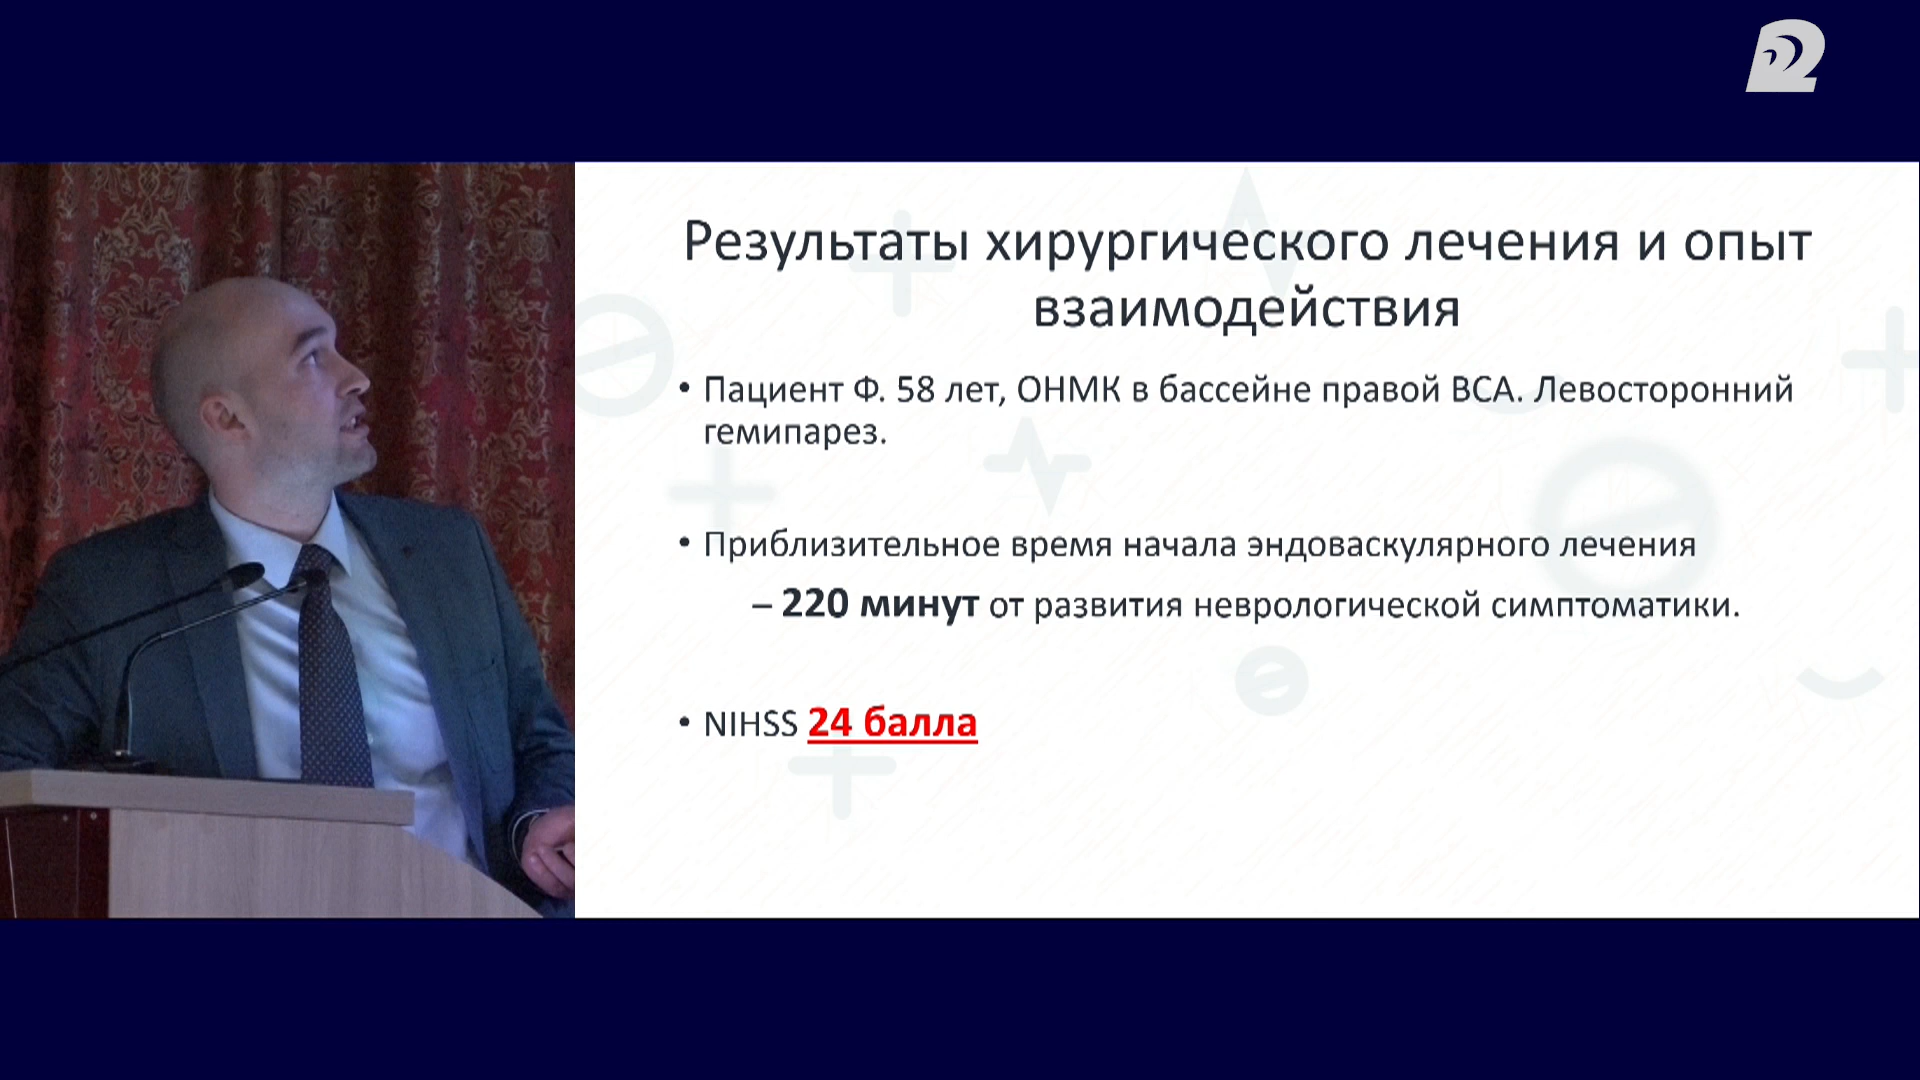 Результаты хирургического лечения и опыт
взаимодействия
• Пациент Ф. 58 лет, ОНМК в бассейне правой ВСА. Левосторонний
гемипарез.
• Приблизительное время начала эндоваскулярного лечения
– 220 минут от развития неврологической симптоматики.
• NIHSS 24 балла